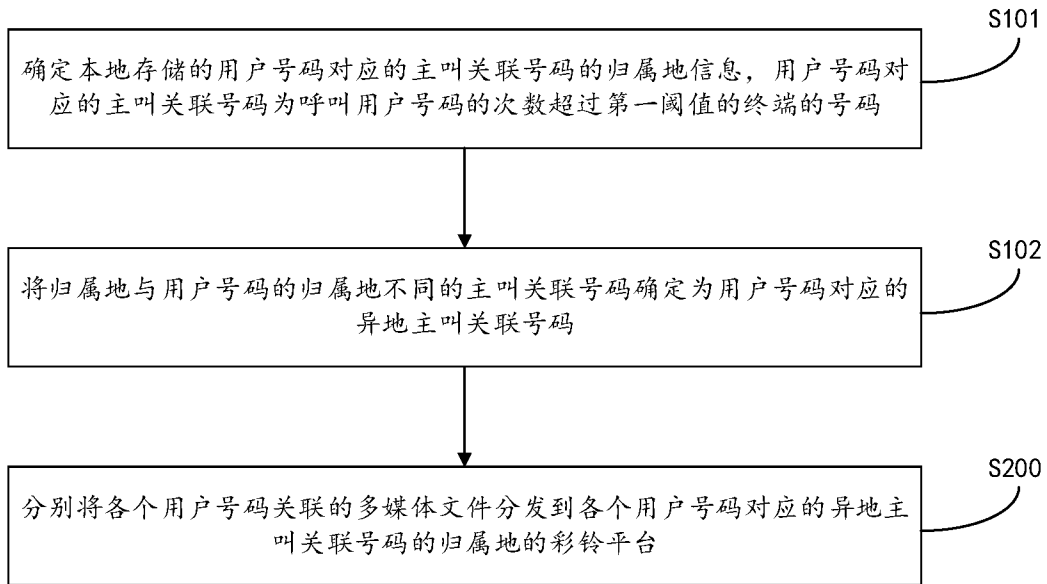 S101
确定本地存储的用户号码对应的主叫关联号码的归属地信息，用户号码对
应的主叫关联号码为呼叫用户号码的次数超过第一阈值的终端的号码
S102
将归属地与用户号码的归属地不同的主叫关联号码确定为用户号码对应的
异地主叫关联号码
S200
分别将各个用户号码关联的多媒体文件分发到各个用户号码对应的异地主
叫关联号码的归属地的彩铃平台